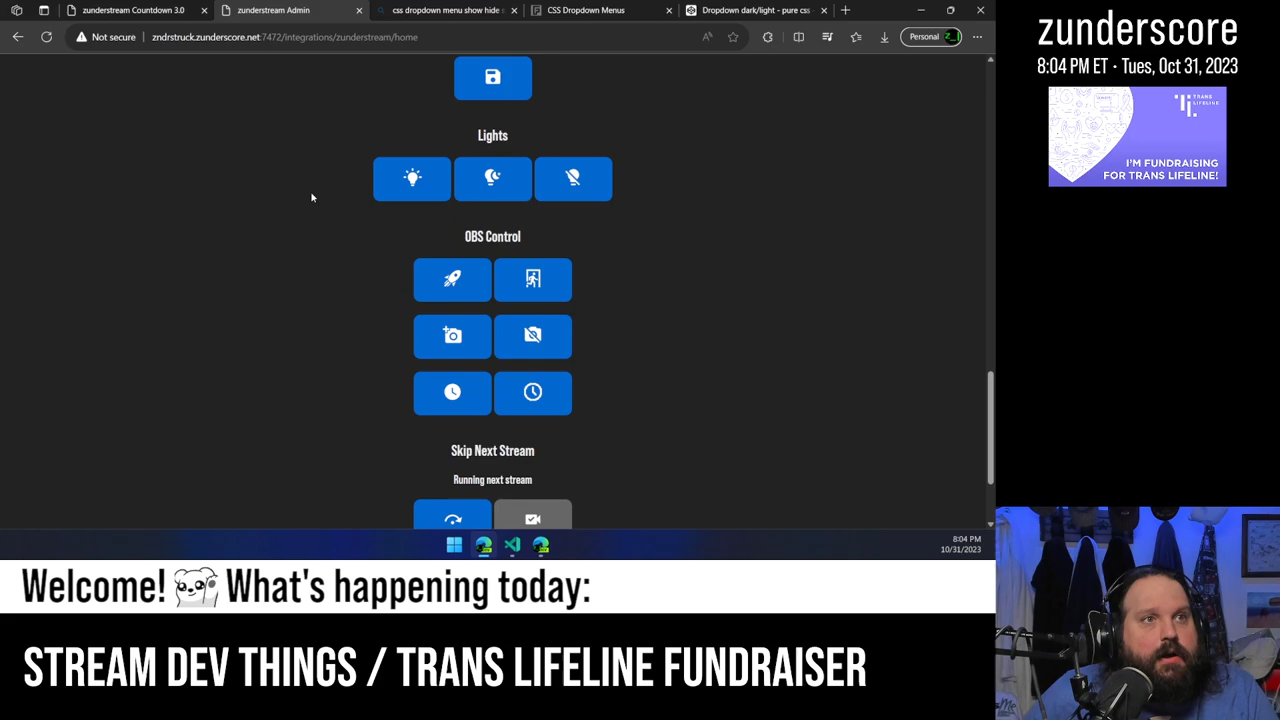 zunderstream Countdown 3.0
zunderstream Admin
css dropdown menu show hide s
CSS Dropdown Menus
Dropdown dark/light - pure css
Not secure
zndrstruck.zunderscore.net:7472/integrations/zunderstream/home
Personal
Lights
OBS Control
Skip Next Stream
Running next stream
8:04 PM
10/31/2023
zunderscore
8:04 PM ET · Tues, Oct 31, 2023
TRANS
LIFELINE
I'M FUNDRAISING
FOR TRANS LIFELINE!
Welcome! What's happening today:
STREAM DEV THINGS / TRANS LIFELINE FUNDRAISER